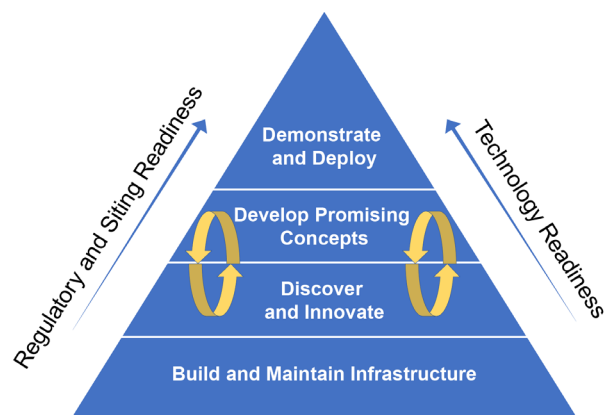 Regulatory and Siting Readiness
Technology Readiness
Demonstrate
and Deploy
Develop Promising
Concepts
Discover
and Innovate
Build and Maintain Infrastructure